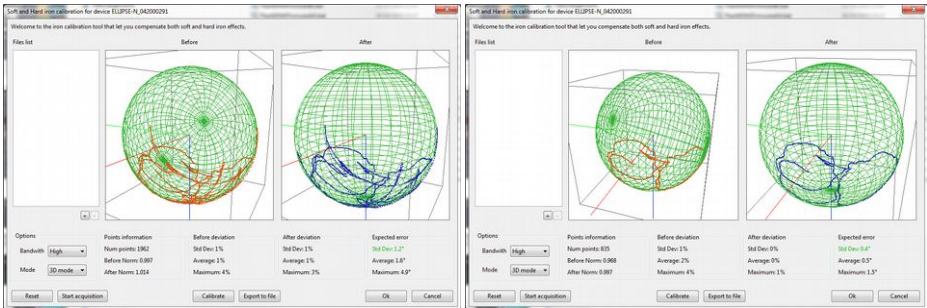 Soft and Hard iron calibration for device ELLIPSE-N_042000291
Welcome to the iron calibration tool that let you compensate both soft and hard iron effects.
Files list
Before
After
+ -
Options
Bandwith High
Mode 3D mode
Points information
Num points: 1962
Before Norm: 0.997
After Norm: 1.014
Before deviation
Std Dev: 1%
Average: 1%
Maximum: 4%
After deviation
Std Dev: 1%
Average: 1%
Maximum: 3%
Expected error
Std Dev: 1.2°
Average: 1.6°
Maximum: 4.9°
Reset
Start acquisition
Calibrate
Export to file
Ok
Cancel
Soft and Hard iron calibration for device ELLIPSE-N_042000291
Welcome to the iron calibration tool that let you compensate both soft and hard iron effects.
Files list
Before
After
+ -
Options
Bandwith High
Mode 3D mode
Points information
Num points: 835
Before Norm: 0.968
After Norm: 0.997
Before deviation
Std Dev: 1%
Average: 2%
Maximum: 4%
After deviation
Std Dev: 0%
Average: 0%
Maximum: 1%
Expected error
Std Dev: 0.4°
Average: 0.5°
Maximum: 1.5°
Reset
Start acquisition
Calibrate
Export to file
Ok
Cancel